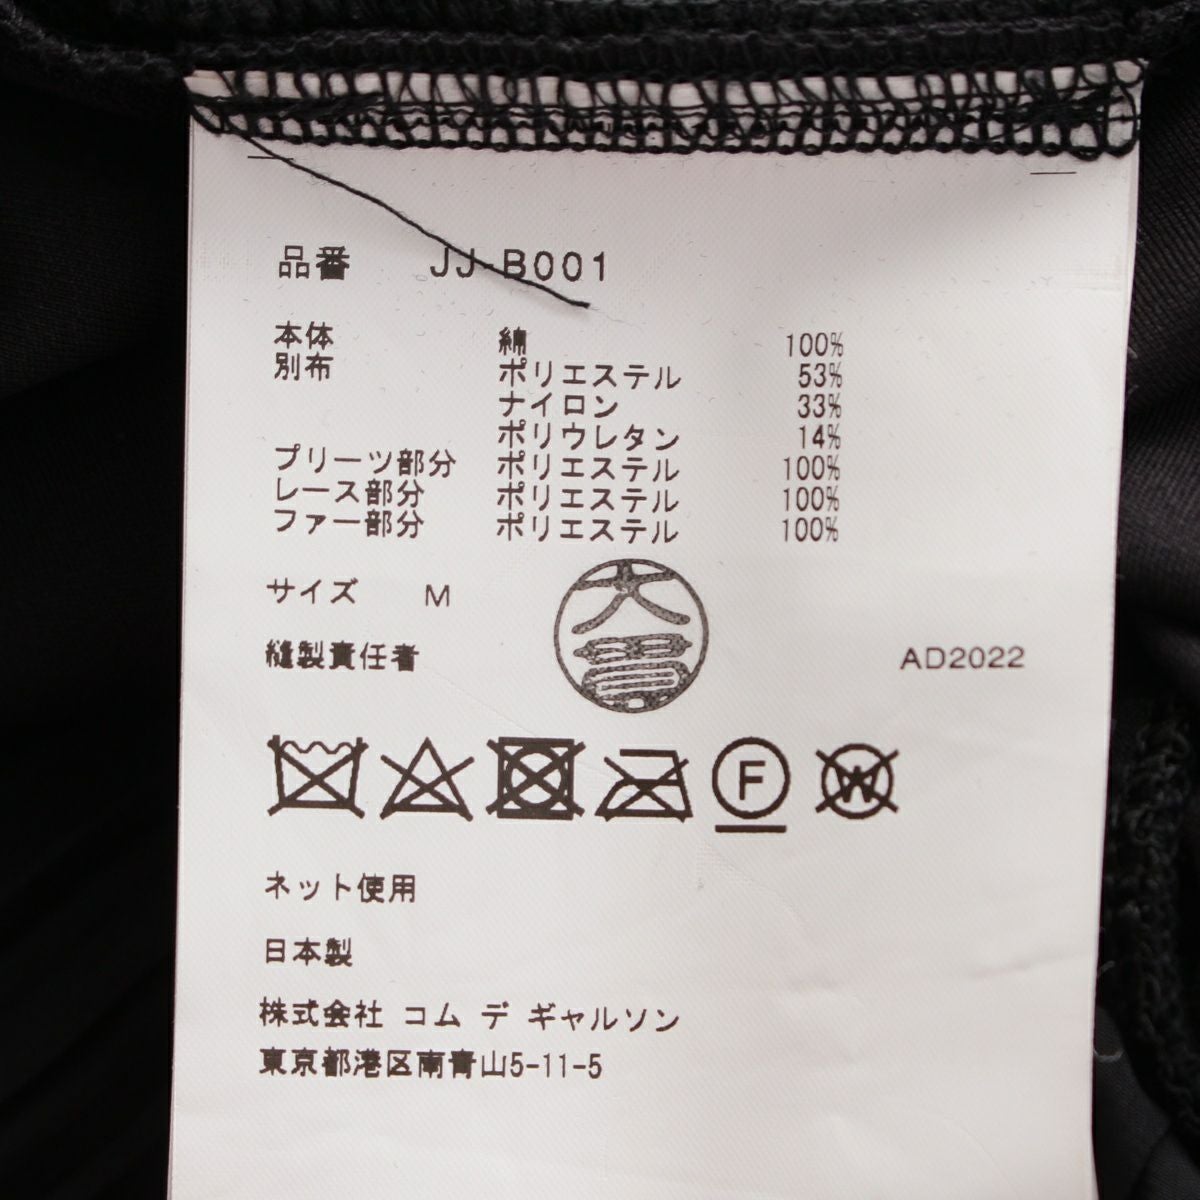 品番 JJ-B001
本体 綿 100%
別布 ポリエステル 53%
ナイロン 33%
ポリウレタン 14%
プリーツ部分 ポリエステル 100%
レース部分 ポリエステル 100%
ファー部分 ポリエステル 100%
サイズ M
縫製責任者 AD2022
F W
ネット使用
日本製
株式会社 コム デ ギャルソン
東京都港区南青山5-11-5